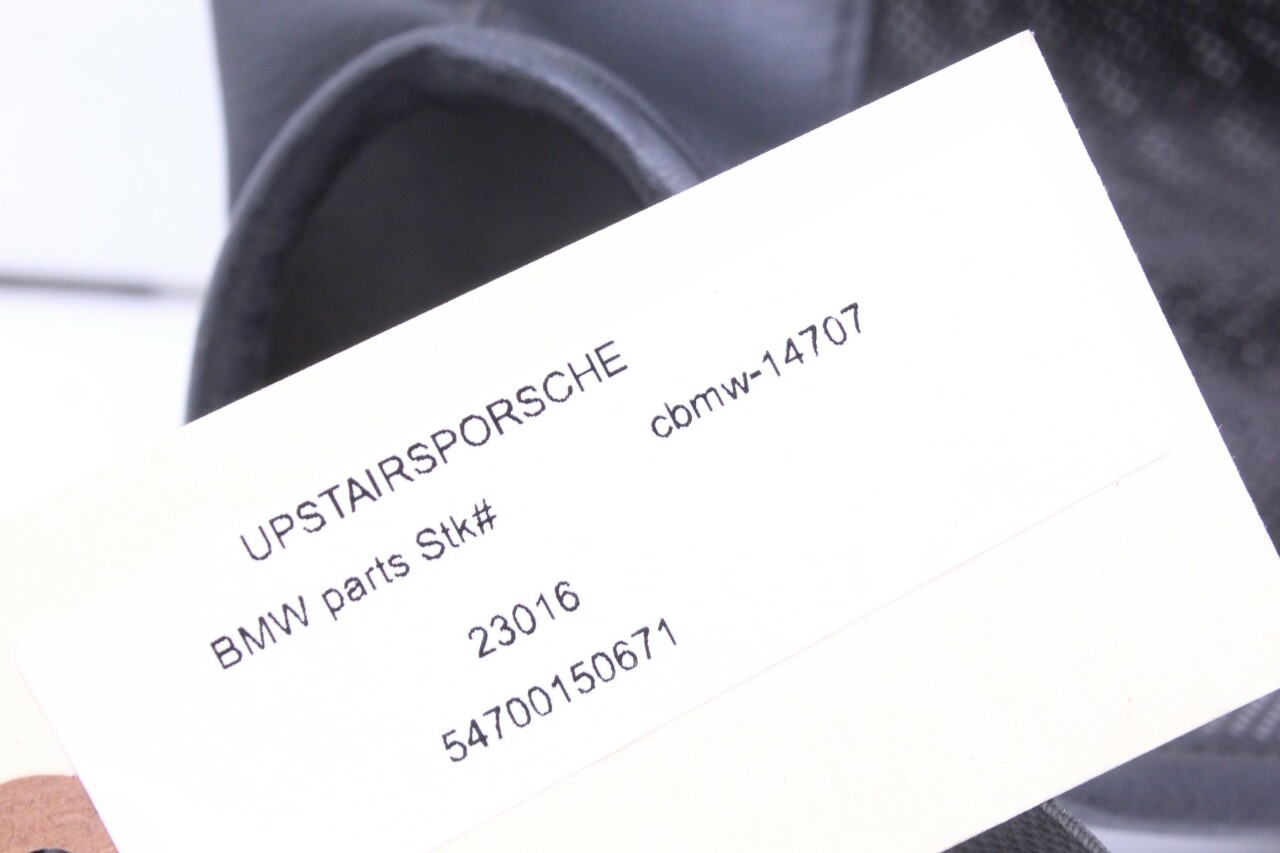 UPSTAIRSPORSCHE
BMW parts Stk# cbmw-14707
23016
54700150671